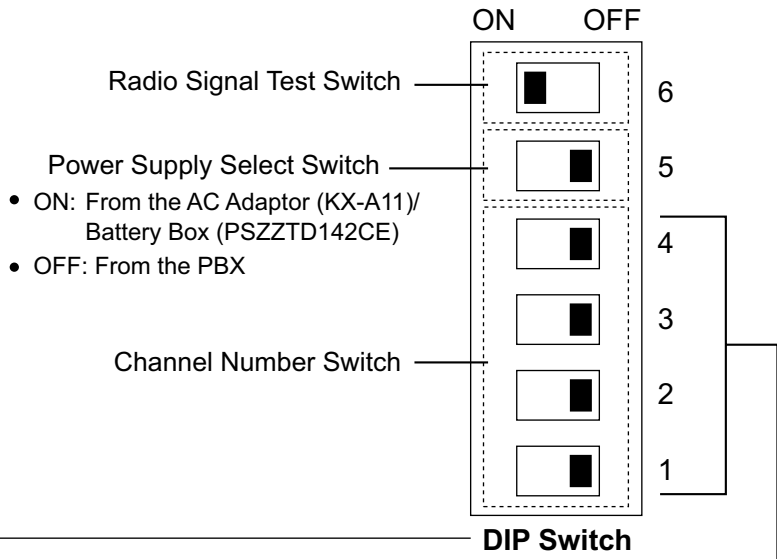 ON OFF
Radio Signal Test Switch
6
Power Supply Select Switch
5
• ON: From the AC Adaptor (KX-A11)/
Battery Box (PSZZTD142CE)
4
• OFF: From the PBX
3
Channel Number Switch
2
1
DIP Switch